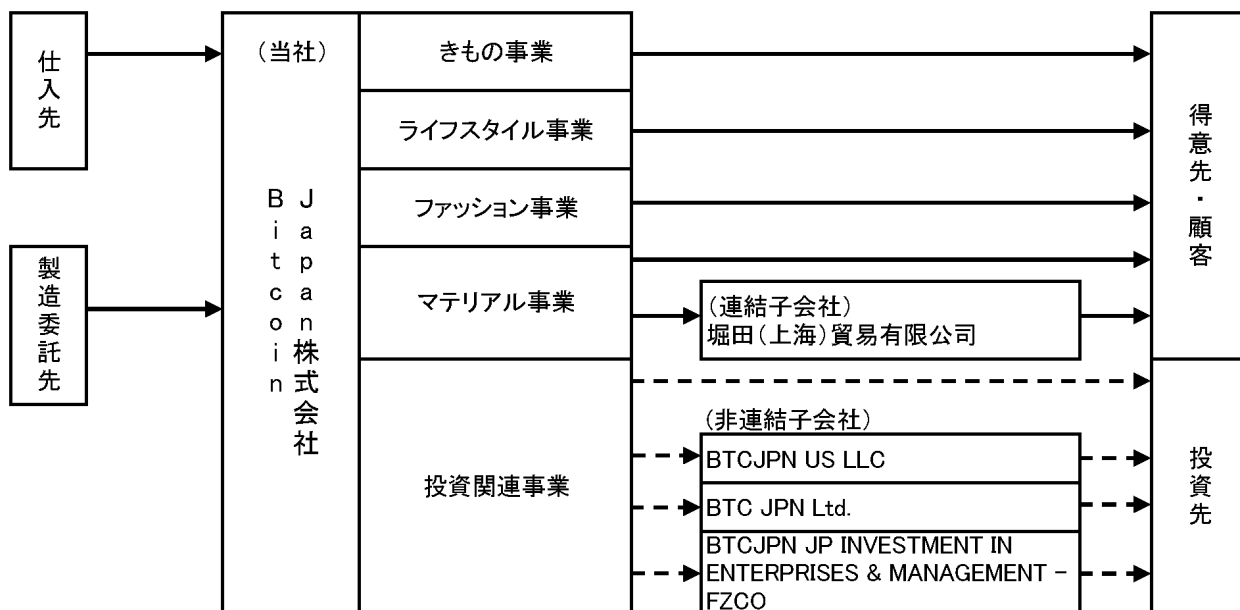 仕入先
製造委託先
(当社)
Bitcoin
Japan株式会社
きもの事業
ライフスタイル事業
ファッション事業
マテリアル事業
投資関連事業
(連結子会社)
堀田(上海)貿易有限公司
(非連結子会社)
BTCJPN US LLC
BTC JPN Ltd.
BTCJPN JP INVESTMENT IN
ENTERPRISES & MANAGEMENT –
FZCO
得意先・顧客
投資先